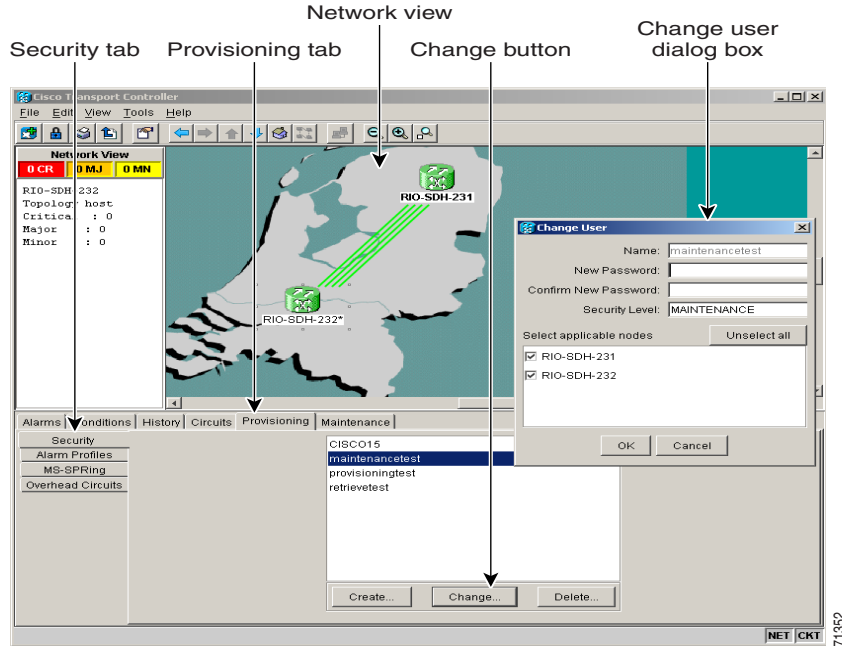 Network view
Change user
dialog box
Security tab
Provisioning tab
Change button
Cisco Transport Controller
File Edit View Tools Help
Network View
0 CR 0 MJ 0 MN
RIO-SDH-232
Topology host
Critical : 0
Major : 0
Minor : 0
RIO-SDH-231
RIO-SDH-232*
Change User
Name: maintenancetest
New Password:
Confirm New Password:
Security Level: MAINTENANCE
Select applicable nodes Unselect all
RIO-SDH-231
RIO-SDH-232
OK Cancel
Alarms Conditions History Circuits Provisioning Maintenance
Security
Alarm Profiles
MS-SPRing
Overhead Circuits
CISCO15
maintenancetest
provisioningtest
retrievetest
Create... Change... Delete...
NET CKT
71352